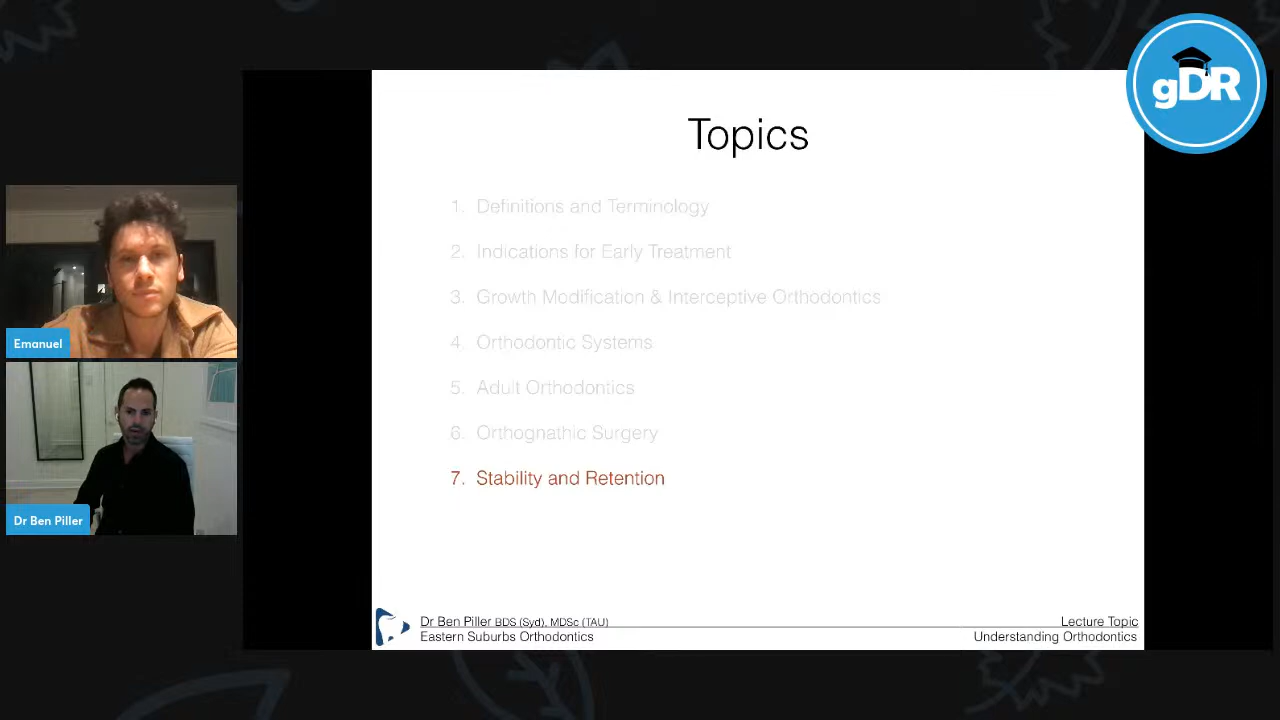 gDR
Topics
1. Definitions and Terminology
2. Indications for Early Treatment
3. Growth Modification & Interceptive Orthodontics
4. Orthodontic Systems
5. Adult Orthodontics
6. Orthognathic Surgery
7. Stability and Retention
Emanuel
Dr Ben Piller
Dr Ben Piller BDS (Syd), MDSc (TAU)
Eastern Suburbs Orthodontics
Lecture Topic
Understanding Orthodontics